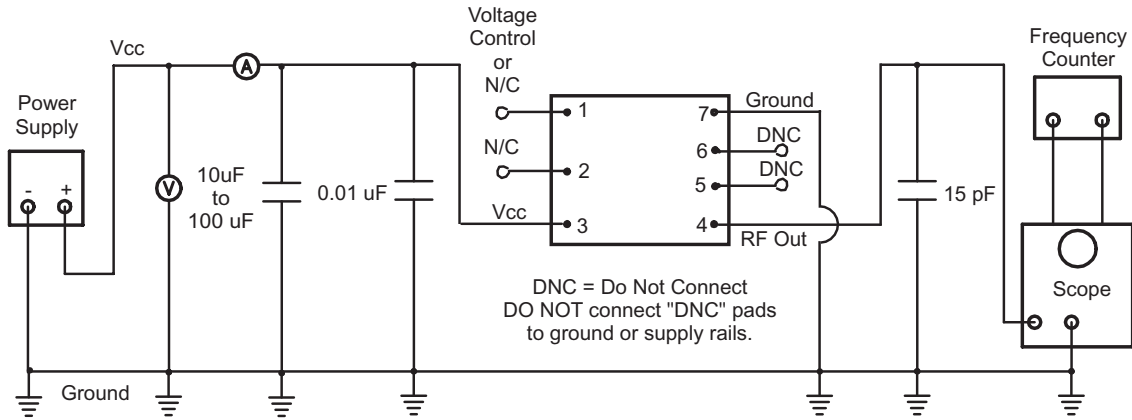 Vcc
Power
Supply
-
+
A
V
10uF
to
100 uF
0.01 uF
Ground
Voltage
Control
or
N/C
N/C
Vcc
1
2
3
7
6
5
4
Ground
DNC
DNC
RF Out
DNC = Do Not Connect
DO NOT connect "DNC" pads
to ground or supply rails.
15 pF
Frequency
Counter
Scope